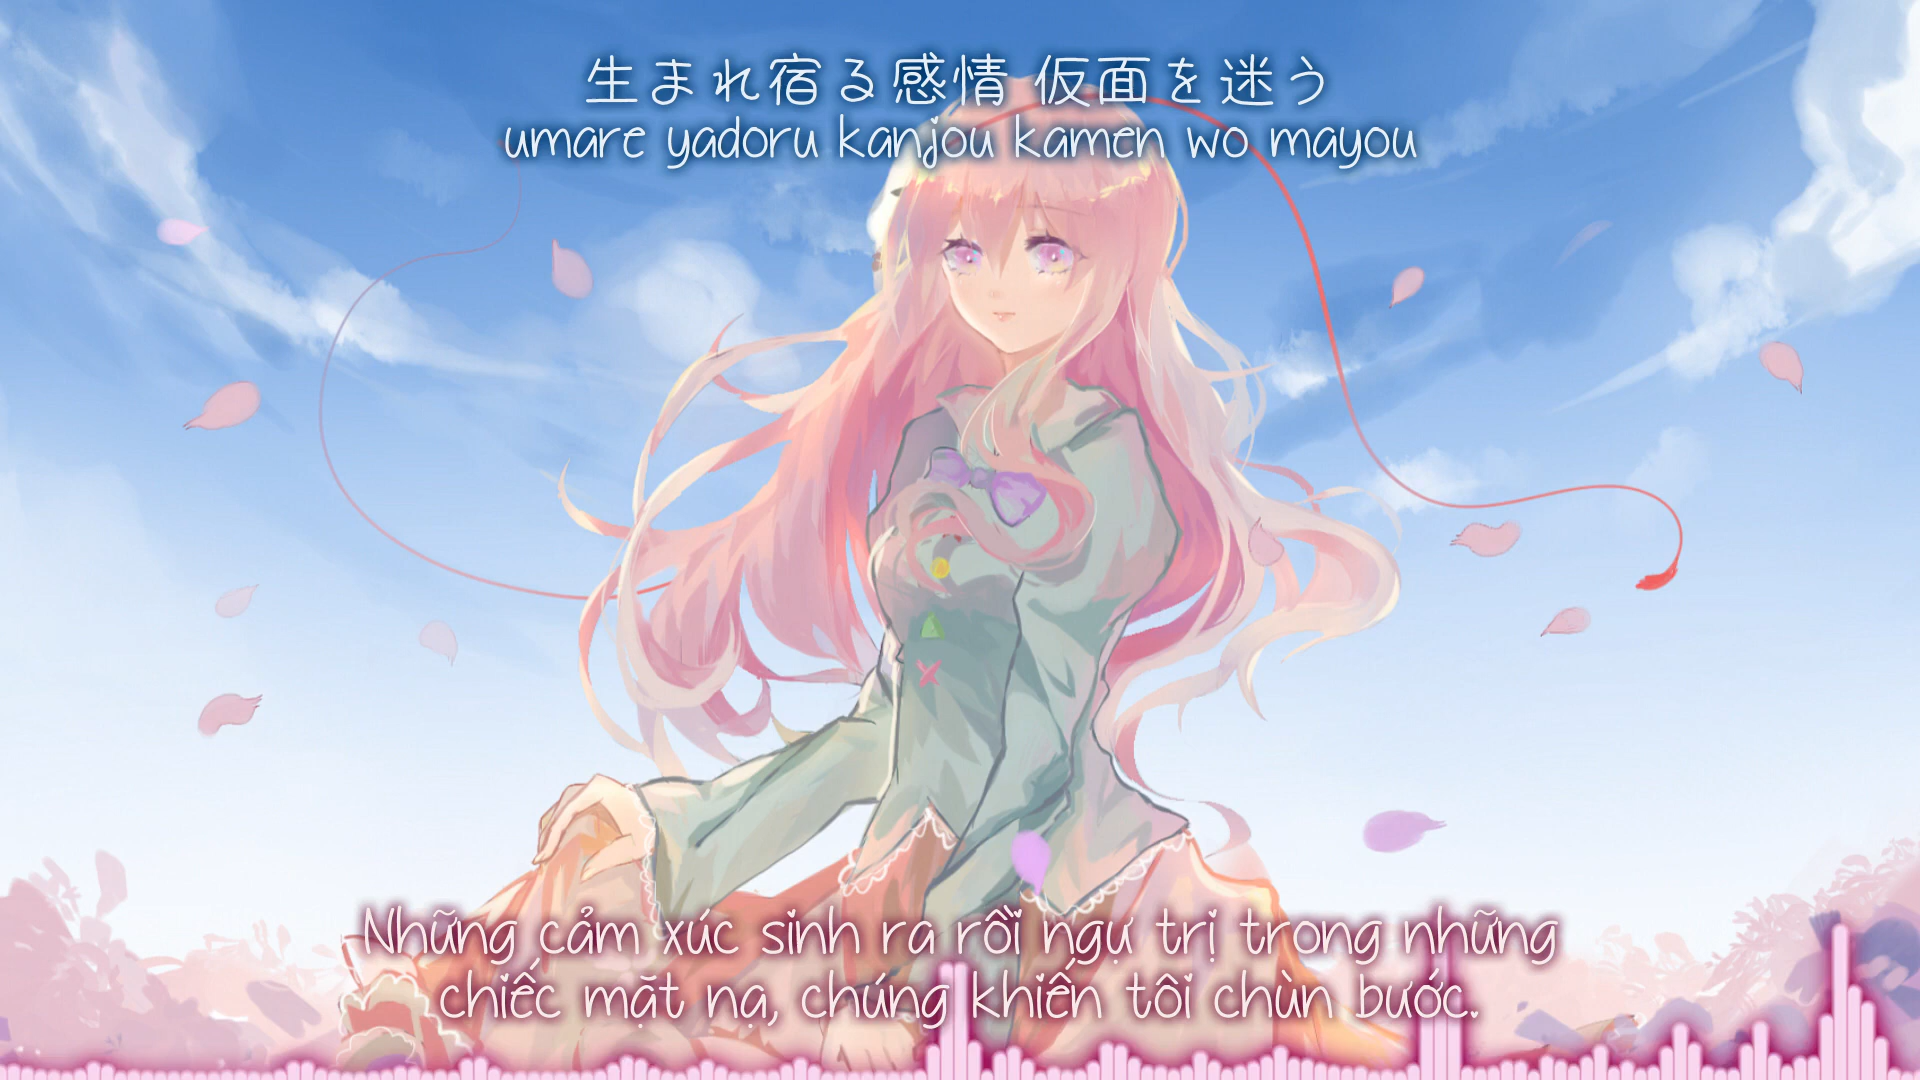 生まれ宿る感情 仮面を迷う
umare yadoru kanjou kamen wo mayou
Những cảm xúc sinh ra rồi ngự trị trong những
chiếc mặt nạ, chúng khiến tôi chùn bước.